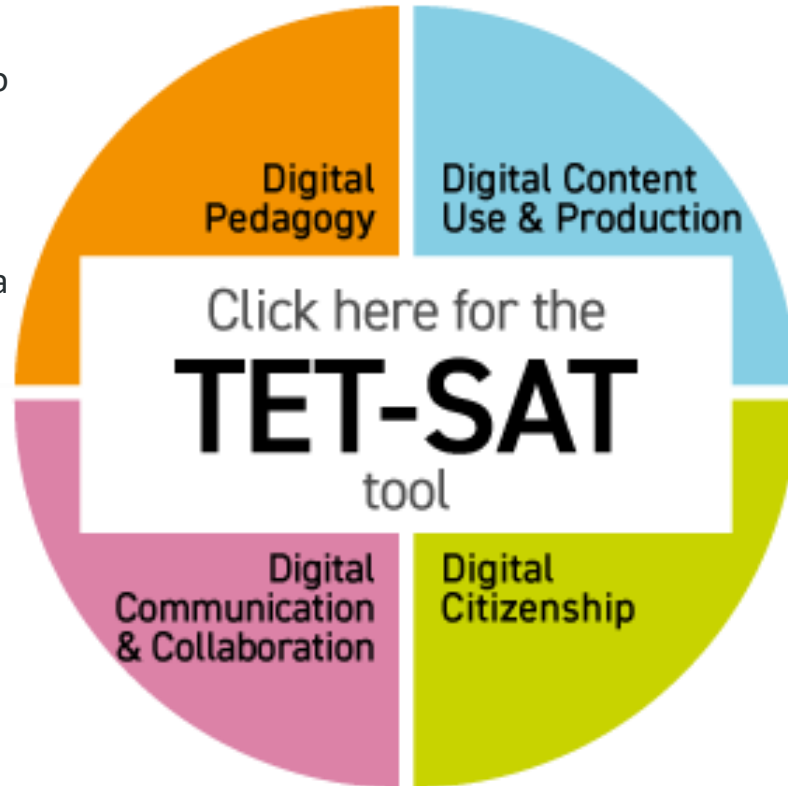 o
Digital
Pedagogy
Digital Content
Use & Production
a
Click here for the
TET-SAT
tool
Digital
Communication
& Collaboration
Digital
Citizenship